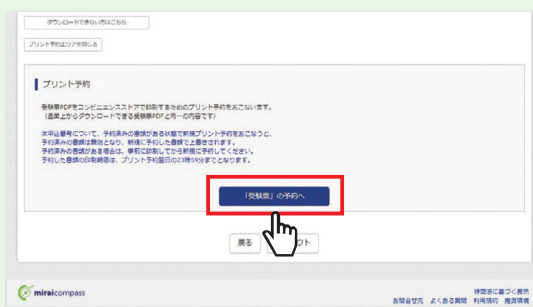 ダウンロードできない方はこちら
プリント予約エリアを閉じる
プリント予約
受験票PDFをコンビニエンスストアで印刷するためのプリント予約をおこないます。
(画面上からダウンロードできる受験票PDFと同一の内容です)
本申込番号について、予約済みの書類がある状態で新規プリント予約をおこなうと、
予約済みの書類は無効となり、新規に予約した書類で上書きされます。
予約済みの書類がある場合は、事前に印刷してから新規に予約してください。
予約した書類の印刷期限は、プリント予約翌日の23時59分までとなります。
「受験票」の予約へ
戻る
ウト
miraicompass
特商法に基づく表示
お問合せ先 よくある質問 利用規約 推奨環境